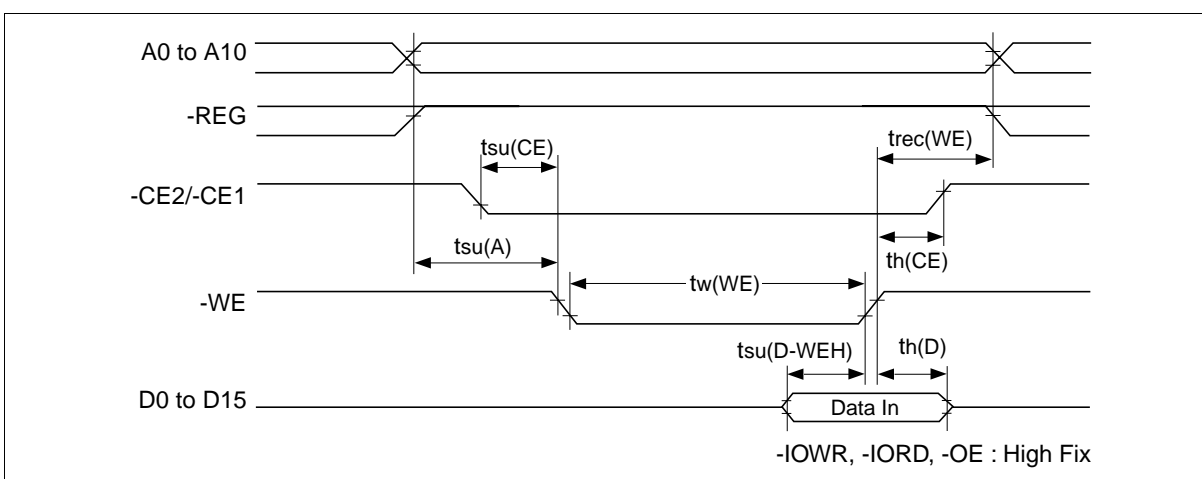 A0 to A10
-REG
tsu(CE)
trec(WE)
-CE2/-CE1
tsu(A)
th(CE)
-WE
tw(WE)
tsu(D-WEH)
th(D)
D0 to D15
Data In
-IOWR, -IORD, -OE : High Fix